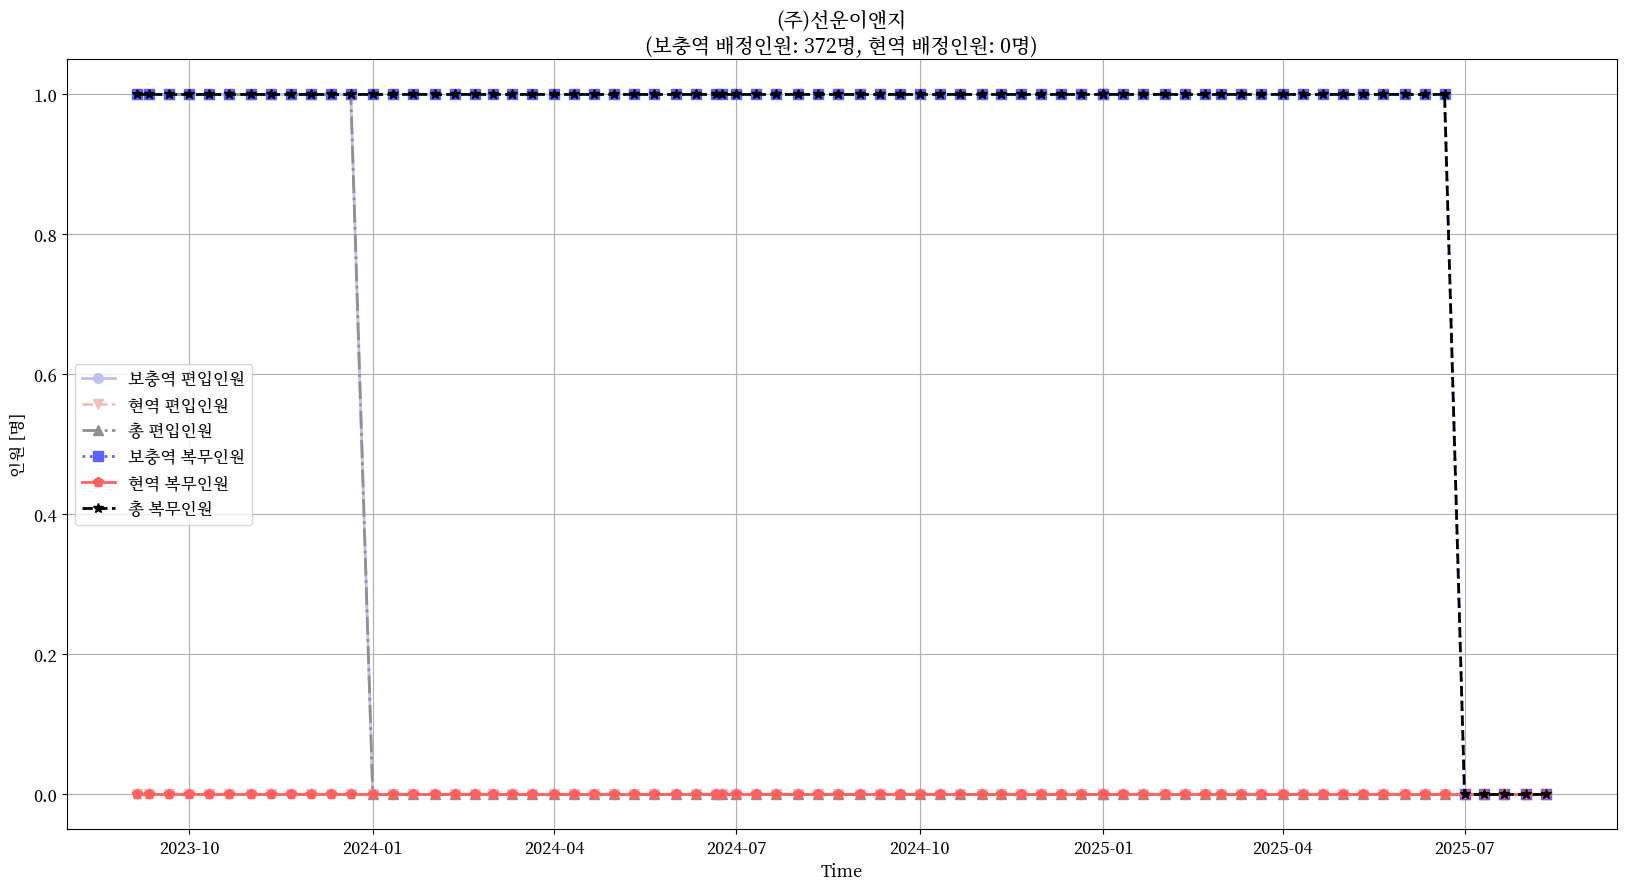 (주)선운이앤지
(보충역 배정인원: 372명, 현역 배정인원: 0명)
인원 [명]
1.0
0.8
0.6
0.4
0.2
0.0
보충역 편입인원
현역 편입인원
총 편입인원
보충역 복무인원
현역 복무인원
총 복무인원
2023-10 2024-01 2024-04 2024-07 2024-10 2025-01 2025-04 2025-07
Time